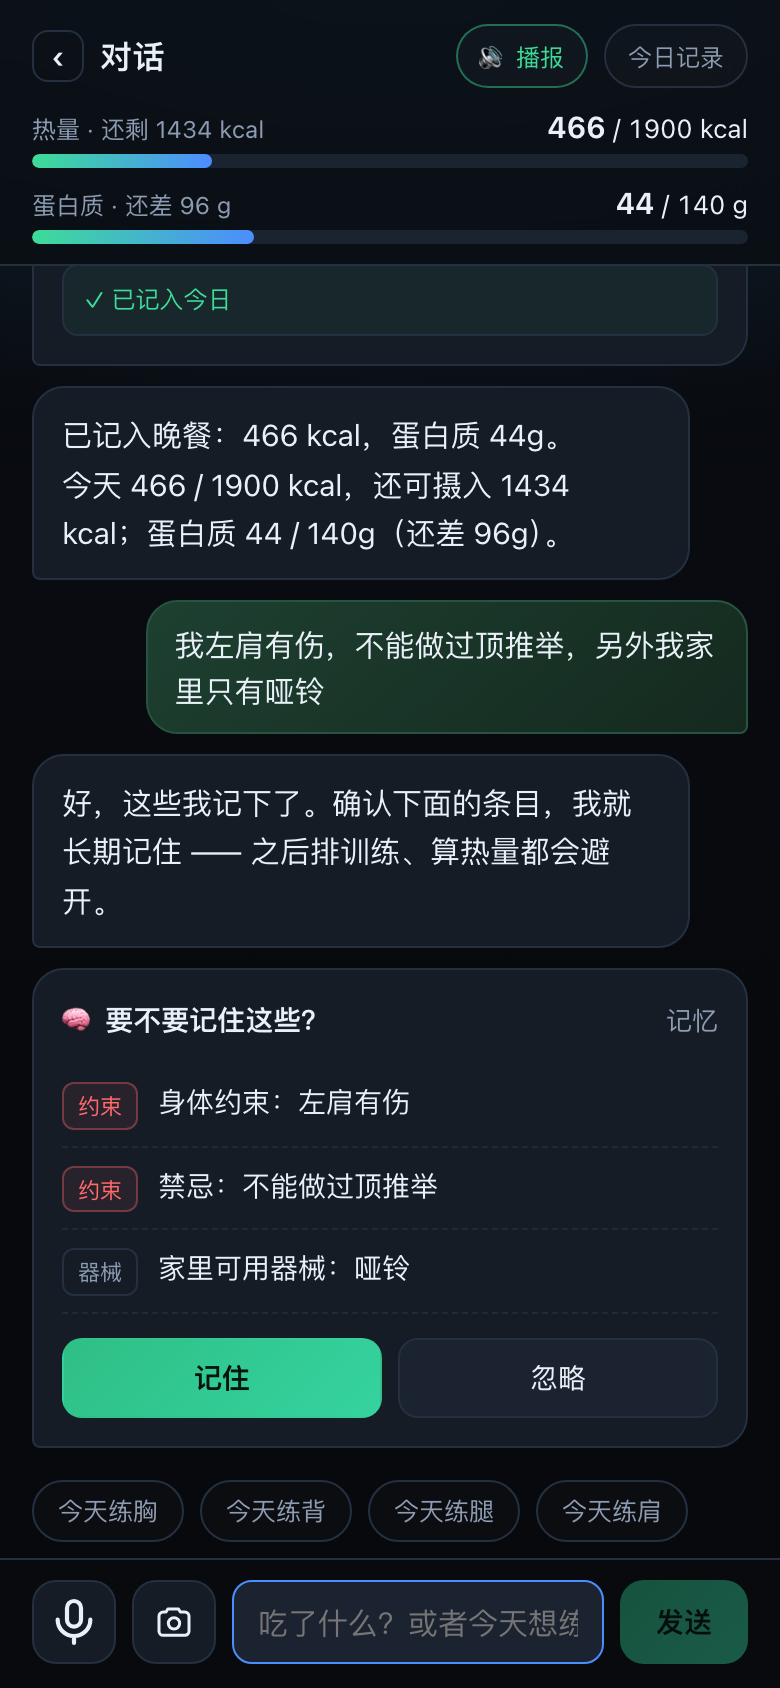 ‹ 对话
播报
今日记录
热量 · 还剩 1434 kcal
466 / 1900 kcal
蛋白质 · 还差 96 g
44 / 140 g
✓ 已记入今日
已记入晚餐：466 kcal，蛋白质 44g。
今天 466 / 1900 kcal，还可摄入 1434
kcal；蛋白质 44 / 140g（还差 96g）。
我左肩有伤，不能做过顶推举，另外我家
里只有哑铃
好，这些我记下了。确认下面的条目，我就
长期记住 —— 之后排训练、算热量都会避
开。
要不要记住这些？
记忆
约束 身体约束：左肩有伤
约束 禁忌：不能做过顶推举
器械 家里可用器械：哑铃
记住
忽略
今天练胸
今天练背
今天练腿
今天练肩
吃了什么？或者今天想练
发送